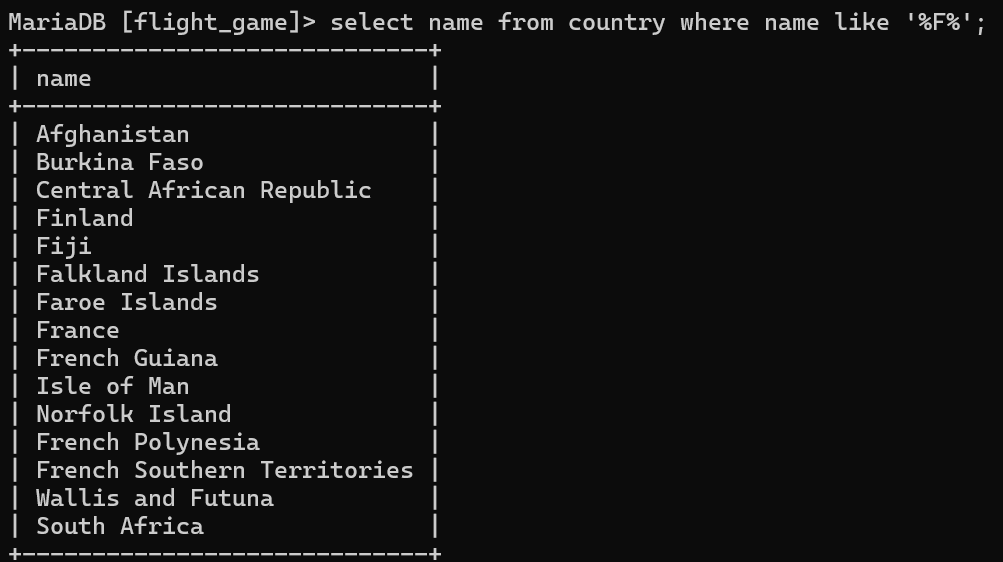 MariaDB [flight_game]> select name from country where name like '%F%';
+-----------------------------+
| name                        |
+-----------------------------+
| Afghanistan                 |
| Burkina Faso                |
| Central African Republic    |
| Finland                     |
| Fiji                        |
| Falkland Islands            |
| Faroe Islands               |
| France                      |
| French Guiana               |
| Isle of Man                 |
| Norfolk Island              |
| French Polynesia            |
| French Southern Territories |
| Wallis and Futuna           |
| South Africa                |
+-----------------------------+